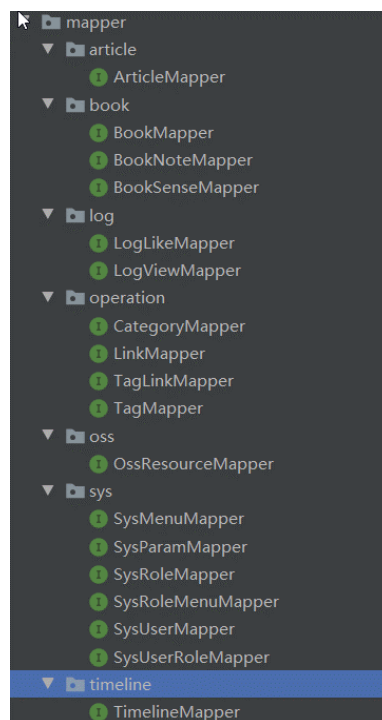 mapper
article
ArticleMapper
book
BookMapper
BookNoteMapper
BookSenseMapper
log
LogLikeMapper
LogViewMapper
operation
CategoryMapper
LinkMapper
TagLinkMapper
TagMapper
oss
OssResourceMapper
sys
SysMenuMapper
SysParamMapper
SysRoleMapper
SysRoleMenuMapper
SysUserMapper
SysUserRoleMapper
timeline
TimelineMapper